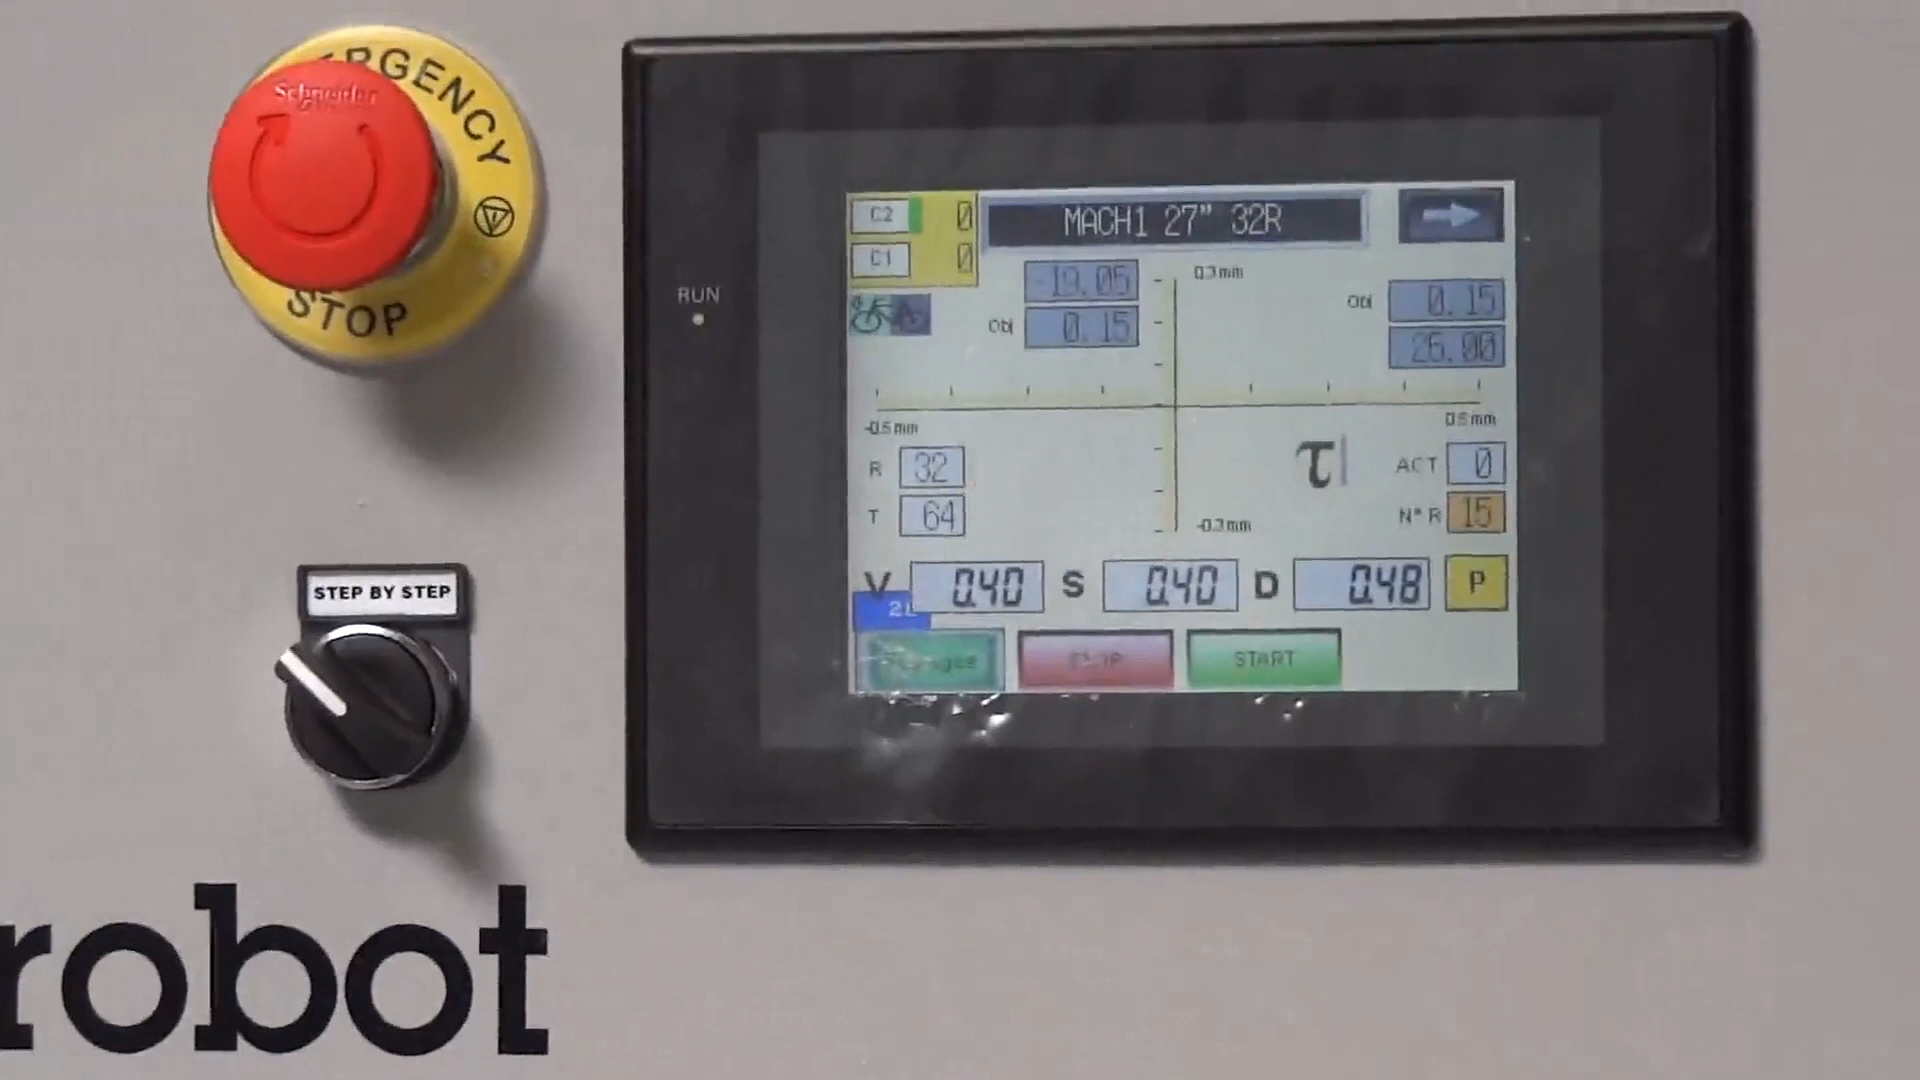 Schneider
EMERGENCY
STOP
STEP BY STEP
robot
RUN
C2 0
C1 0
MACH1 27" 32R
-19.05
Obj 0.15
0.3 mm
Obj 0.15
26.00
-0.5 mm
0.5 mm
R 32
T 64
τ
ACT 0
N° R 15
-0.3 mm
V 0.40 S 0.40 D 0.48 P
STOP START